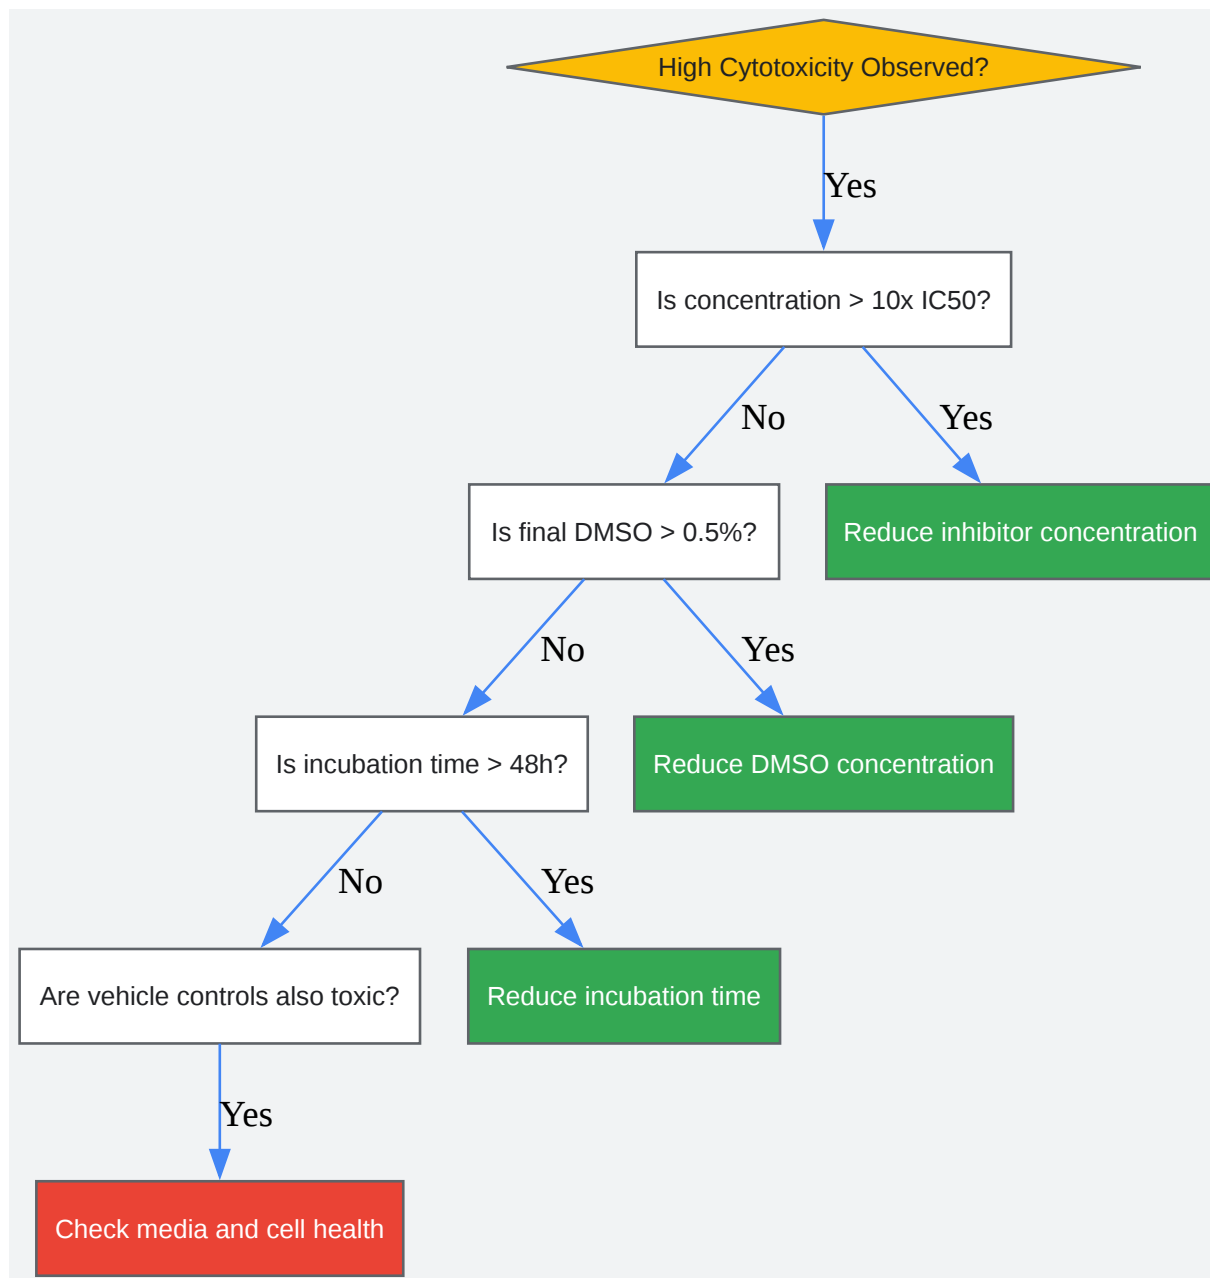 High Cytotoxicity Observed?
Yes
Is concentration > 10x IC50?
No
Yes
Is final DMSO > 0.5%?
Reduce inhibitor concentration
No
Yes
Is incubation time > 48h?
Reduce DMSO concentration
No
Yes
Are vehicle controls also toxic?
Reduce incubation time
Yes
Check media and cell health